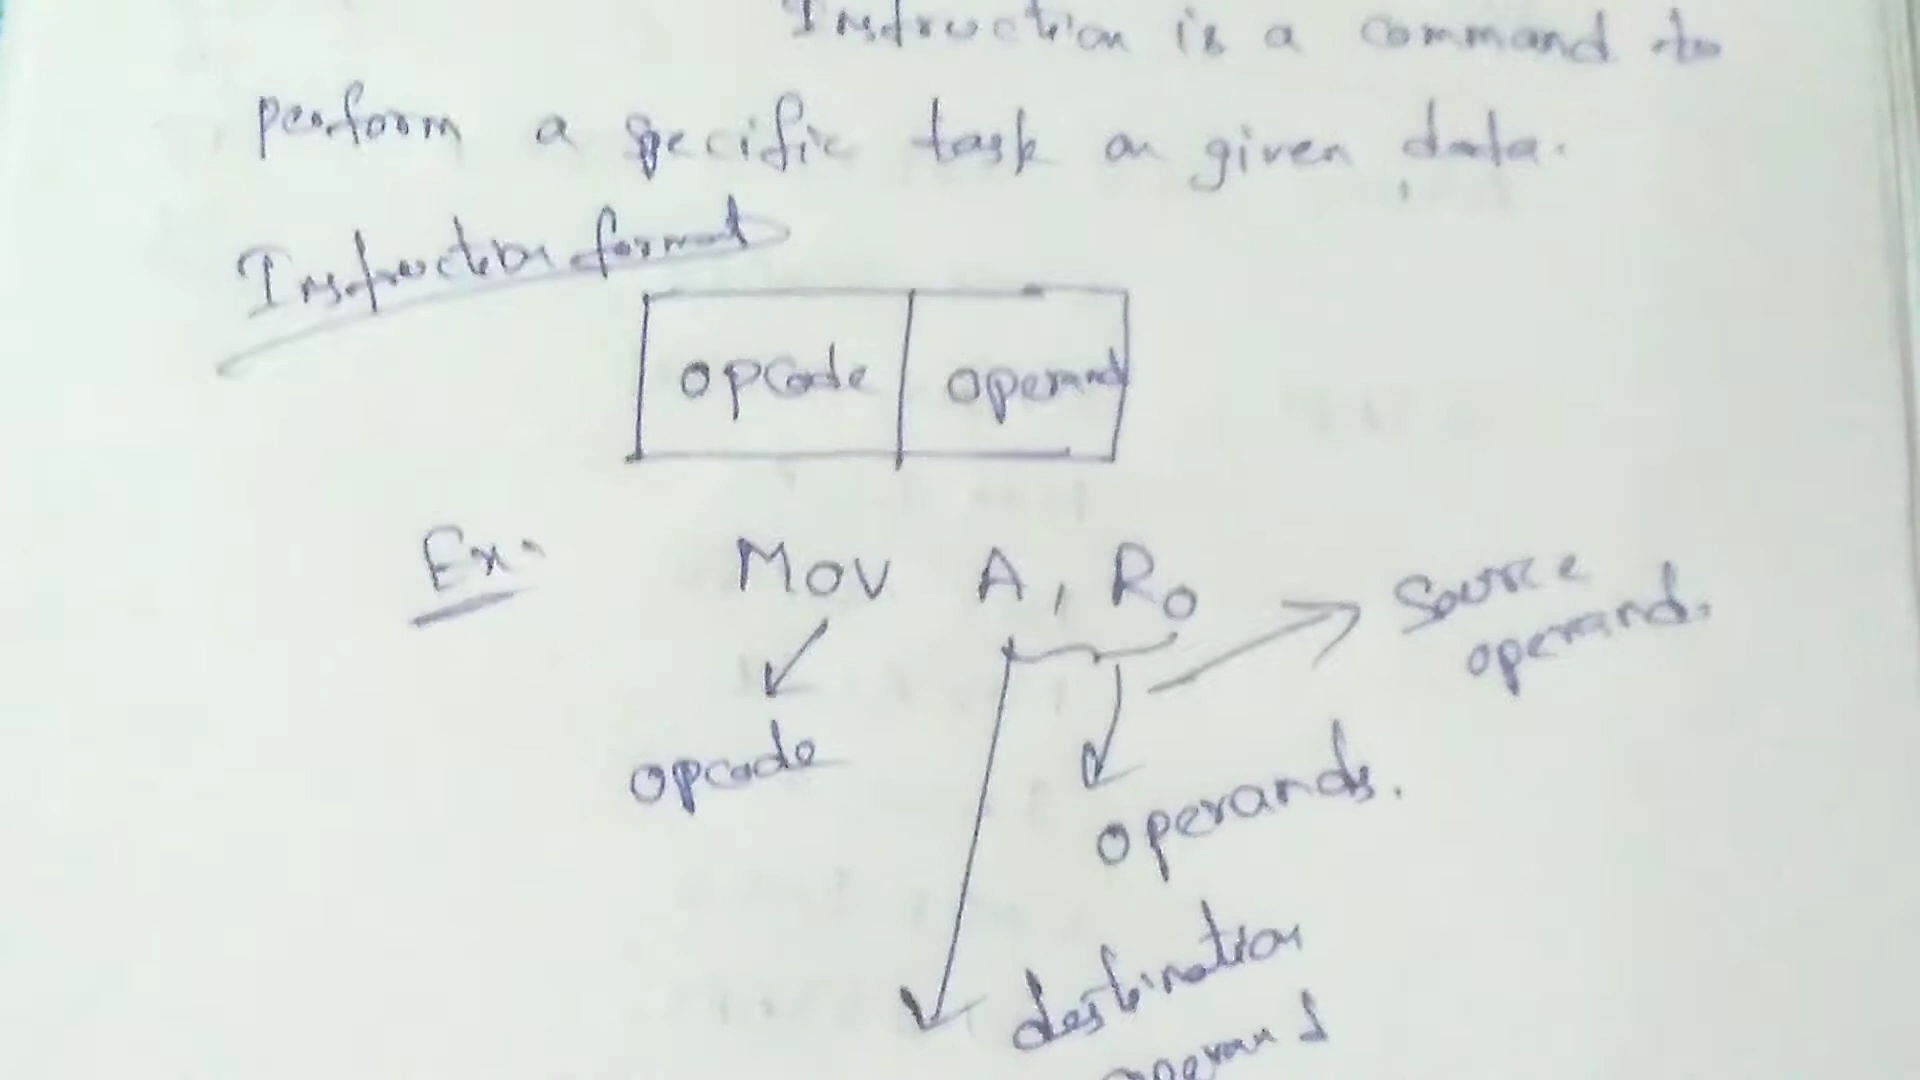 Instruction is a command to
perform a specific task on given data.
Instruction format
opcode operand
Ex:- Mov A, R0
Source
operand.
opcode
operands.
destination
operand